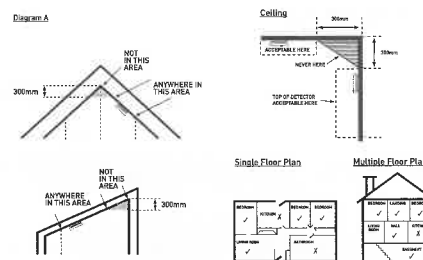 Diagram A
NOT
IN THIS
AREA
ANYWHERE IN
THIS AREA
300mm
Ceiling
300mm
ACCEPTABLE HERE
NEVER HERE
300mm
TOP OF DETECTOR
ACCEPTABLE HERE
NOT
IN THIS
AREA
ANYWHERE
IN THIS
AREA
300mm
Single Floor Plan
BEDROOM
KITCHEN
BEDROOM
BEDROOM
LIVING ROOM
BATHROOM
Multiple Floor Pla
BEDROOM
LANDING
BEDRO
LIVING
ROOM
HALL
KITCH
BASEMENT